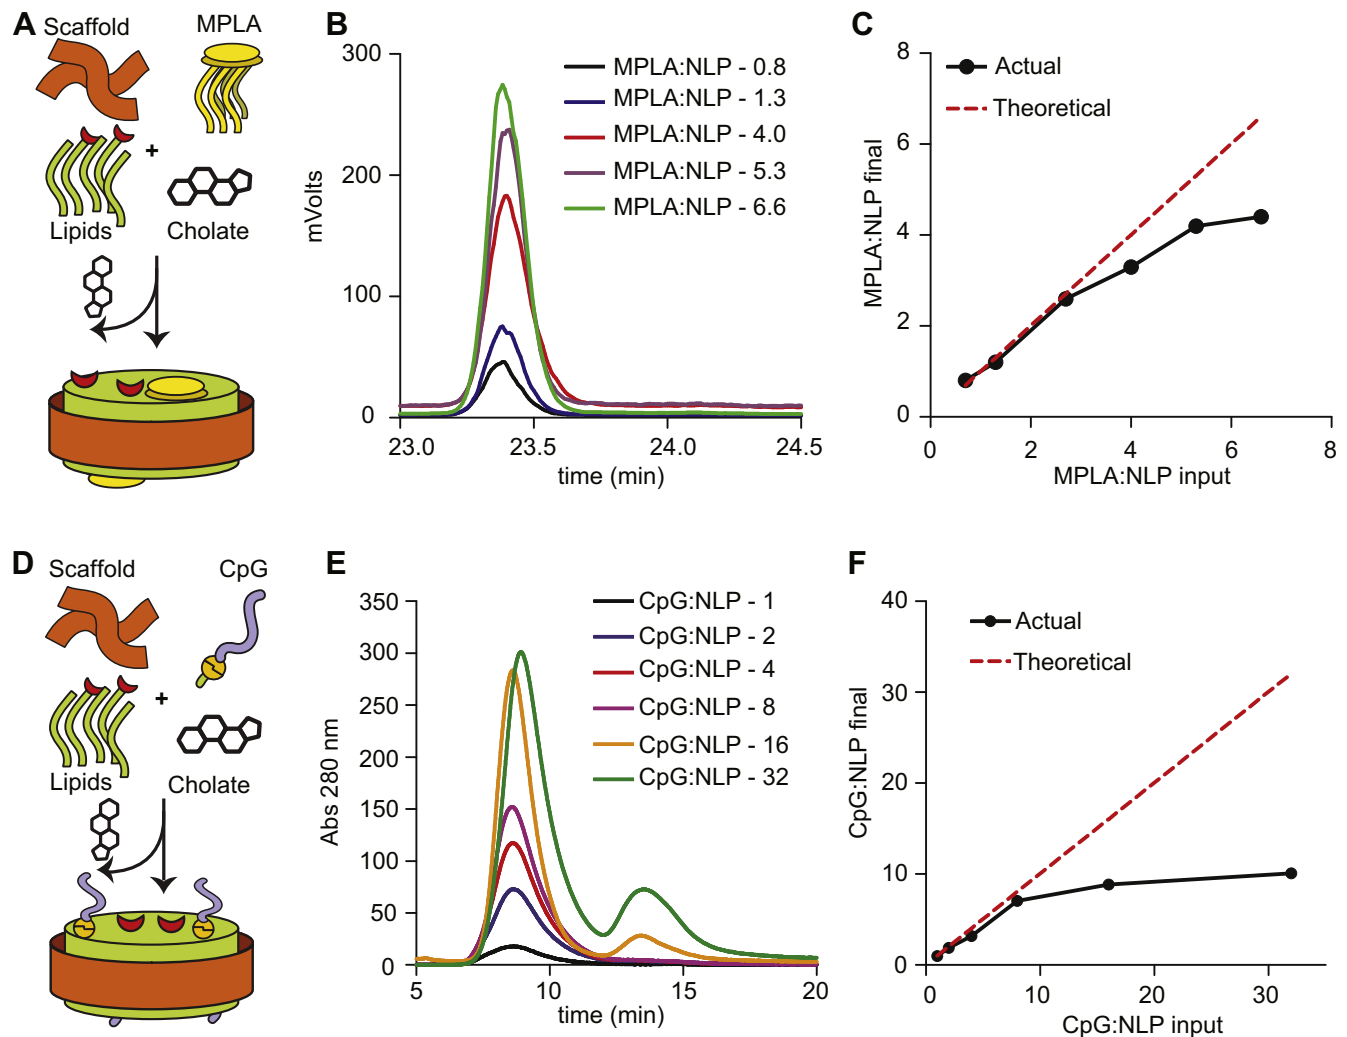 A
Scaffold
MPLA
+
Lipids
Cholate
B
mVolts
300
200
100
0
23.0
23.5
24.0
24.5
time (min)
MPLA:NLP - 0.8
MPLA:NLP - 1.3
MPLA:NLP - 4.0
MPLA:NLP - 5.3
MPLA:NLP - 6.6
C
MPLA:NLP final
8
6
4
2
0
0
2
4
6
8
MPLA:NLP input
Actual
Theoretical
D
Scaffold
CpG
+
Lipids
Cholate
E
Abs 280 nm
350
300
250
200
150
100
50
0
5
10
15
20
time (min)
CpG:NLP - 1
CpG:NLP - 2
CpG:NLP - 4
CpG:NLP - 8
CpG:NLP - 16
CpG:NLP - 32
F
CpG:NLP final
40
30
20
10
0
0
10
20
30
CpG:NLP input
Actual
Theoretical